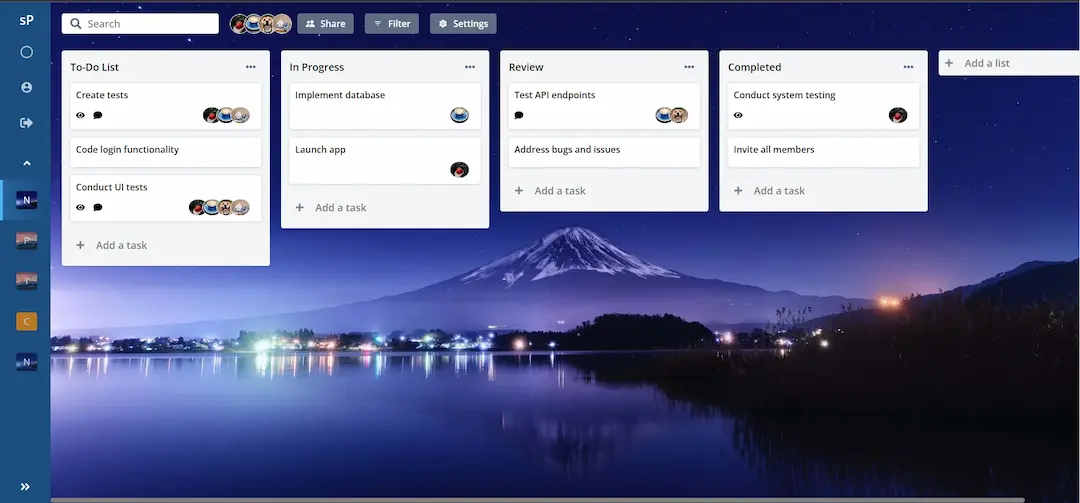 sP
Search
Share
Filter
Settings
To-Do List
Create tests
Code login functionality
Conduct UI tests
Add a task
In Progress
Implement database
Launch app
Add a task
Review
Test API endpoints
Address bugs and issues
Add a task
Completed
Conduct system testing
Invite all members
Add a task
Add a list
N
P
C
N